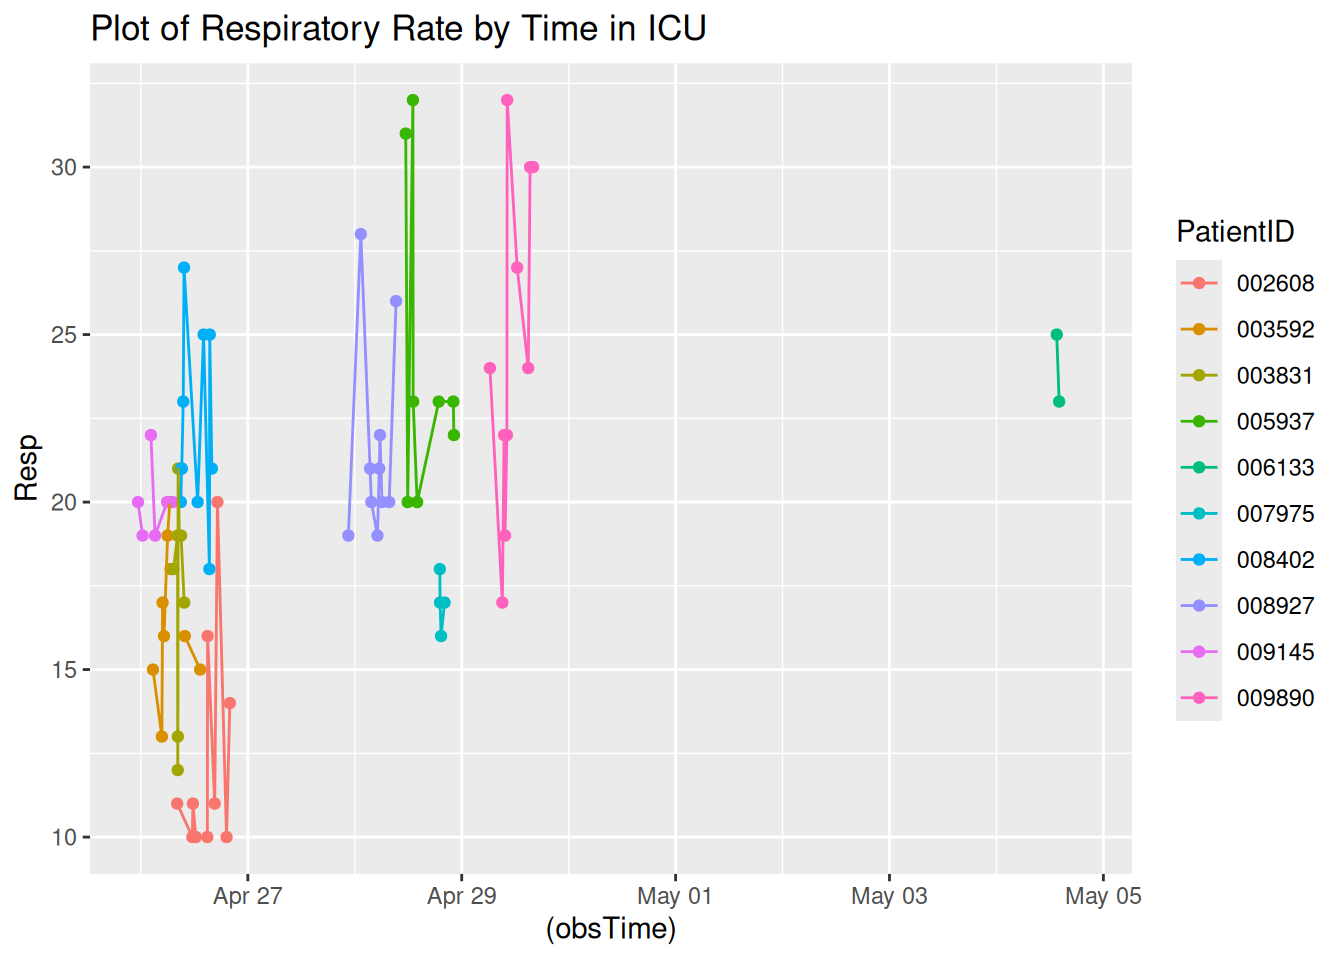 Plot of Respiratory Rate by Time in ICU
Resp
30
25
20
15
10
Apr 27
Apr 29
May 01
May 03
May 05
(obsTime)
PatientID
002608
003592
003831
005937
006133
007975
008402
008927
009145
009890